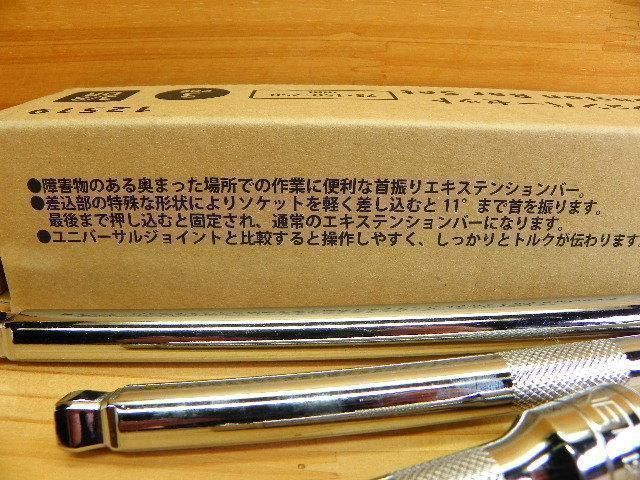 12570
75・150・250
●障害物のある奥まった場所での作業に便利な首振りエキステンションバー。
●差込部の特殊な形状によりソケットを軽く差し込むと11°まで首を振ります。
最後まで押し込むと固定され、通常のエキステンションバーになります。
●ユニバーサルジョイントと比較すると操作しやすく、しっかりとトルクが伝わります